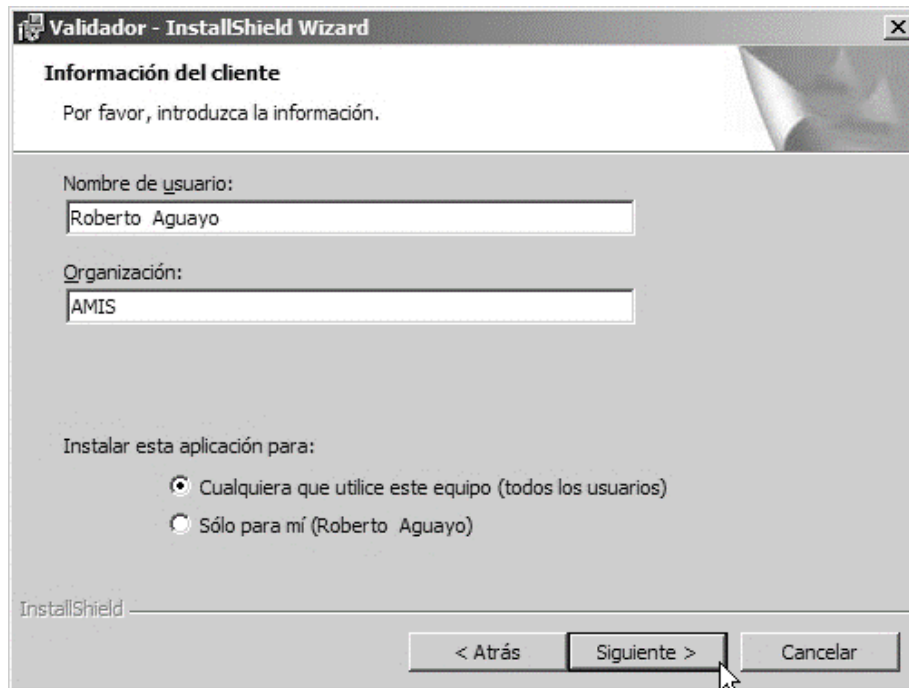 Validador - InstallShield Wizard
Información del cliente
Por favor, introduzca la información.
Nombre de usuario:
Roberto  Aguayo
Organización:
AMIS
Instalar esta aplicación para:
Cualquiera que utilice este equipo (todos los usuarios)
Sólo para mí (Roberto  Aguayo)
InstallShield
< Atrás Siguiente > Cancelar